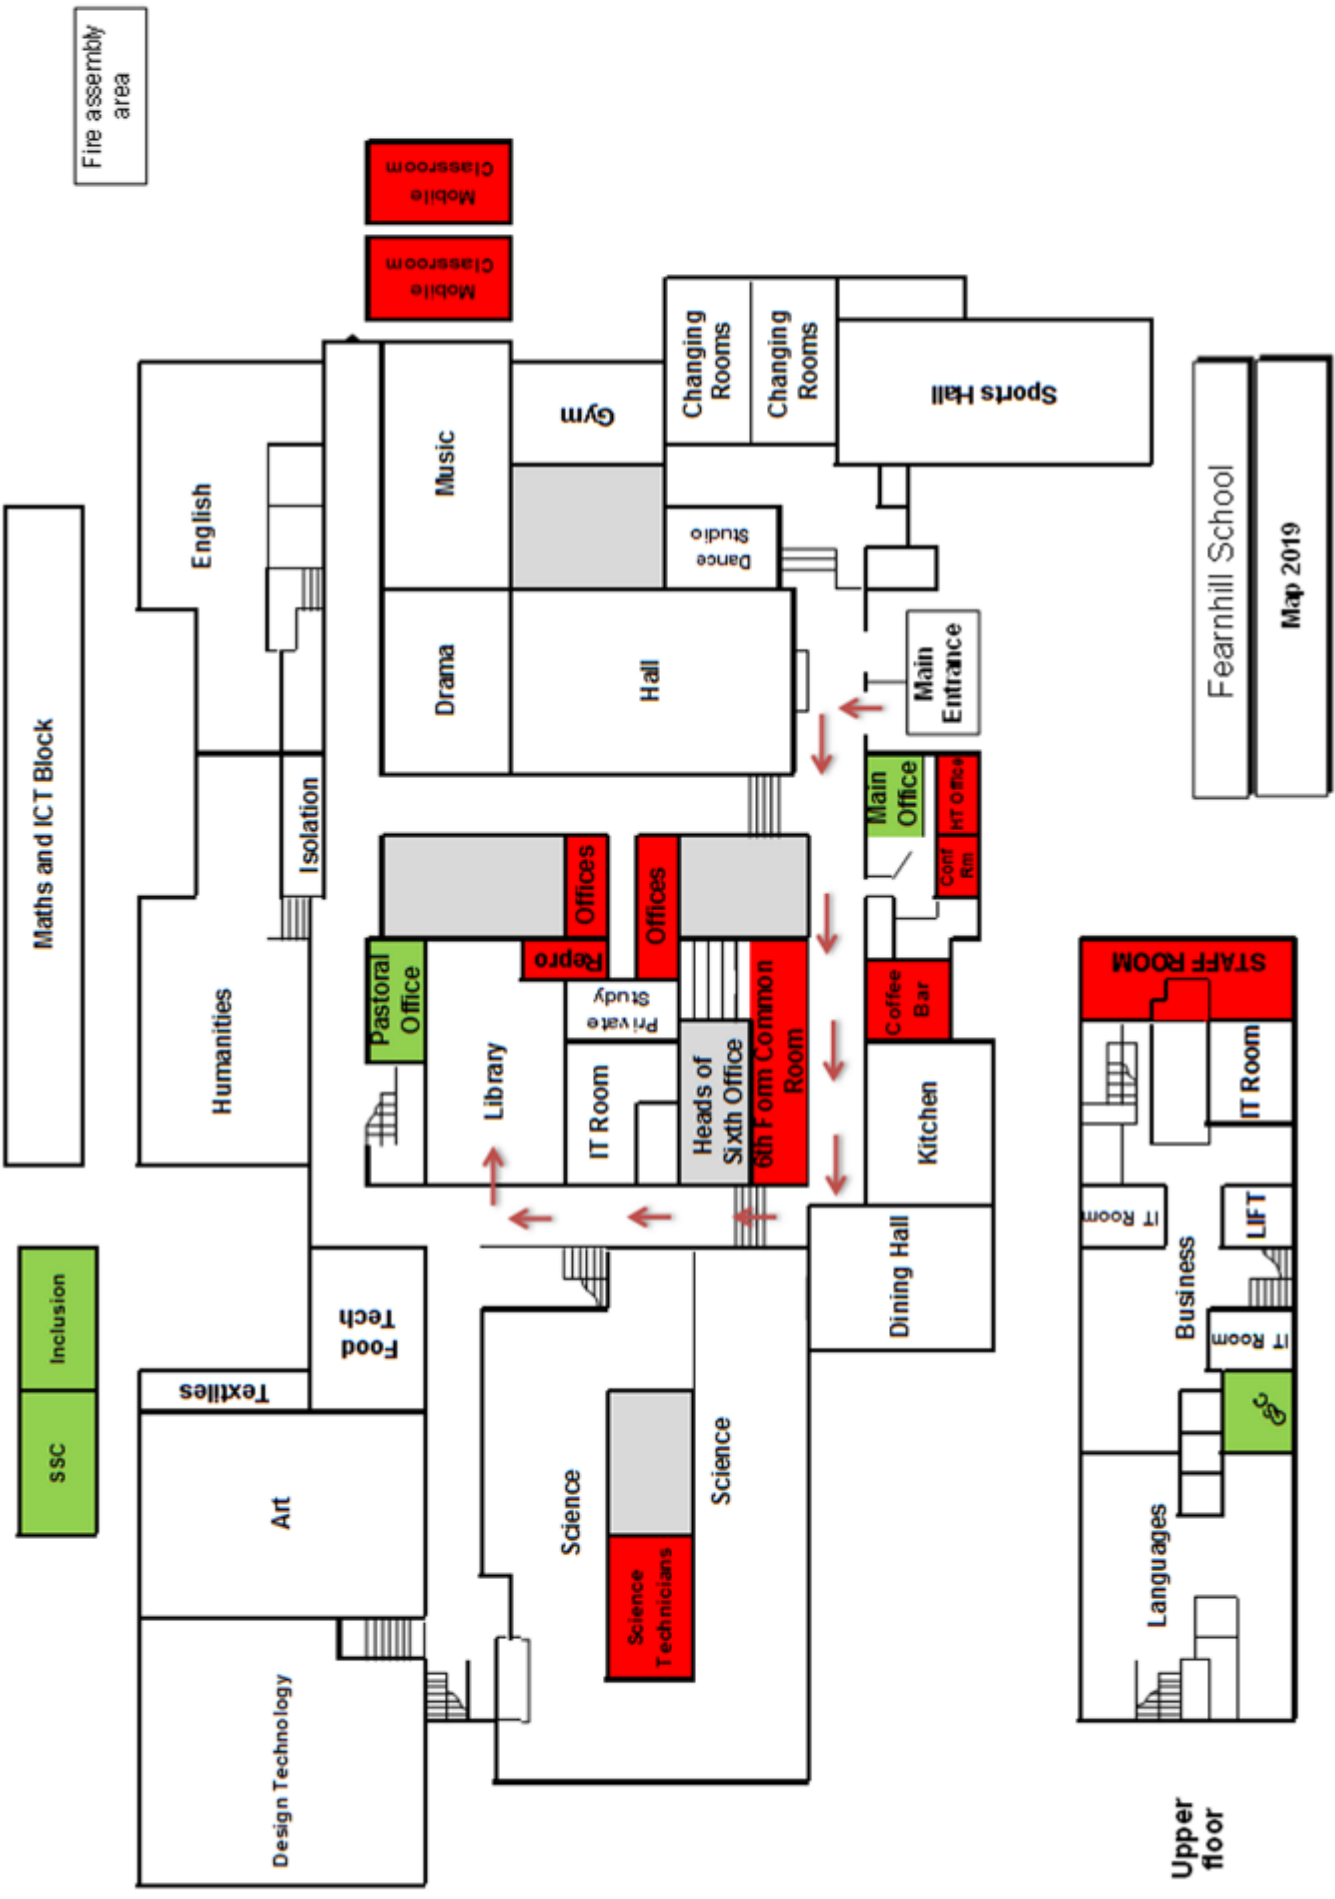 SSC
Inclusion
Maths and ICT Block
Fire assembly
area
Design Technology
Art
Textiles
Food
Tech
Humanities
Isolation
English
Pastoral
Office
Library
Drama
Music
Mobile
Classroom
Mobile
Classroom
Science
Science
Technicians
Science
IT Room
Private
Study
Repro
Offices
Offices
Hall
Gym
Heads of
Sixth Office
6th Form Common
Room
Dance
Studio
Changing
Rooms
Changing
Rooms
Dining Hall
Kitchen
Coffee
Bar
Main
Office
Conf
Rm
HT Office
Main
Entrance
Sports Hall
Upper
floor
Languages
Business
IT Room
IT Room
LIFT
IT Room
STAFF ROOM
Fearnhill School
Map 2019